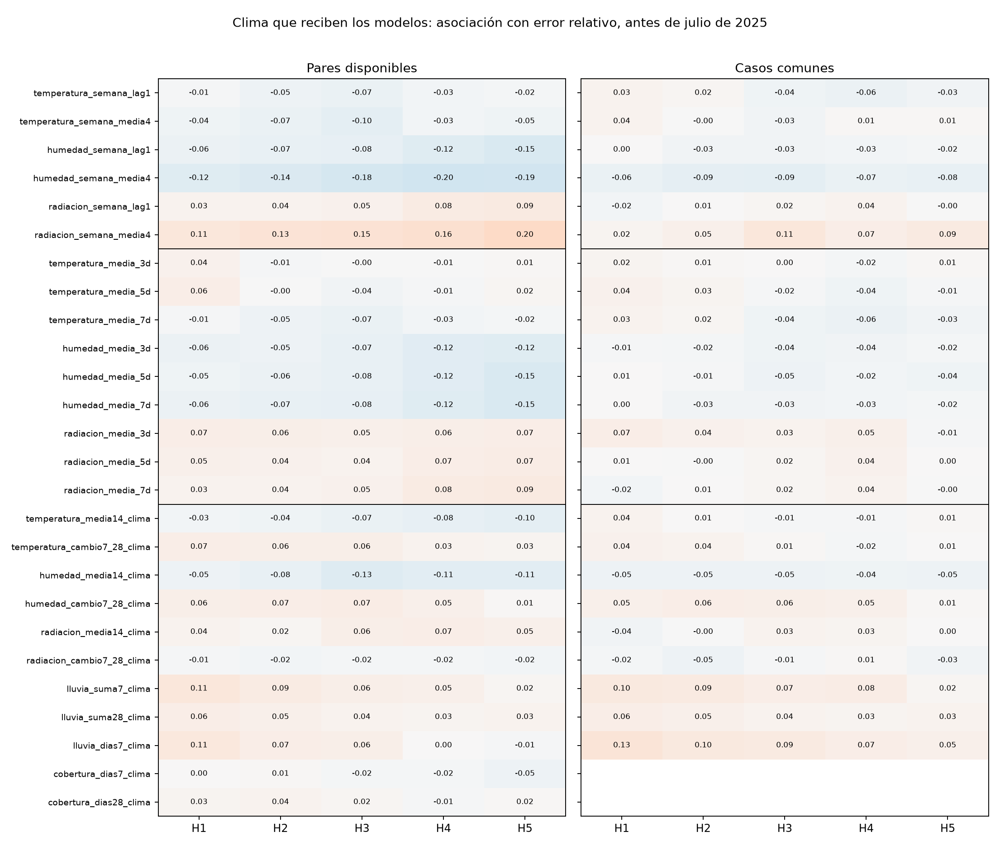 Clima que reciben los modelos: asociación con error relativo, antes de julio de 2025
Pares disponibles Casos comunes
temperatura_semana_lag1 -0.01 -0.05 -0.07 -0.03 -0.02 0.03 0.02 -0.04 -0.06 -0.03
temperatura_semana_media4 -0.04 -0.07 -0.10 -0.03 -0.05 0.04 -0.00 -0.03 0.01 0.01
humedad_semana_lag1 -0.06 -0.07 -0.08 -0.12 -0.15 0.00 -0.03 -0.03 -0.03 -0.02
humedad_semana_media4 -0.12 -0.14 -0.18 -0.20 -0.19 -0.06 -0.09 -0.09 -0.07 -0.08
radiacion_semana_lag1 0.03 0.04 0.05 0.08 0.09 -0.02 0.01 0.02 0.04 -0.00
radiacion_semana_media4 0.11 0.13 0.15 0.16 0.20 0.02 0.05 0.11 0.07 0.09
temperatura_media_3d 0.04 -0.01 -0.00 -0.01 0.01 0.02 0.01 0.00 -0.02 0.01
temperatura_media_5d 0.06 -0.00 -0.04 -0.01 0.02 0.04 0.03 -0.02 -0.04 -0.01
temperatura_media_7d -0.01 -0.05 -0.07 -0.03 -0.02 0.03 0.02 -0.04 -0.06 -0.03
humedad_media_3d -0.06 -0.05 -0.07 -0.12 -0.12 -0.01 -0.02 -0.04 -0.04 -0.02
humedad_media_5d -0.05 -0.06 -0.08 -0.12 -0.15 0.01 -0.01 -0.05 -0.02 -0.04
humedad_media_7d -0.06 -0.07 -0.08 -0.12 -0.15 0.00 -0.03 -0.03 -0.03 -0.02
radiacion_media_3d 0.07 0.06 0.05 0.06 0.07 0.07 0.04 0.03 0.05 -0.01
radiacion_media_5d 0.05 0.04 0.04 0.07 0.07 0.01 -0.00 0.02 0.04 0.00
radiacion_media_7d 0.03 0.04 0.05 0.08 0.09 -0.02 0.01 0.02 0.04 -0.00
temperatura_media14_clima -0.03 -0.04 -0.07 -0.08 -0.10 0.04 0.01 -0.01 -0.01 0.01
temperatura_cambio7_28_clima 0.07 0.06 0.06 0.03 0.03 0.04 0.04 0.01 -0.02 0.01
humedad_media14_clima -0.05 -0.08 -0.13 -0.11 -0.11 -0.05 -0.05 -0.05 -0.04 -0.05
humedad_cambio7_28_clima 0.06 0.07 0.07 0.05 0.01 0.05 0.06 0.06 0.05 0.01
radiacion_media14_clima 0.04 0.02 0.06 0.07 0.05 -0.04 -0.00 0.03 0.03 0.00
radiacion_cambio7_28_clima -0.01 -0.02 -0.02 -0.02 -0.02 -0.02 -0.05 -0.01 0.01 -0.03
lluvia_suma7_clima 0.11 0.09 0.06 0.05 0.02 0.10 0.09 0.07 0.08 0.02
lluvia_suma28_clima 0.06 0.05 0.04 0.03 0.03 0.06 0.05 0.04 0.03 0.03
lluvia_dias7_clima 0.11 0.07 0.06 0.00 -0.01 0.13 0.10 0.09 0.07 0.05
cobertura_dias7_clima 0.00 0.01 -0.02 -0.02 -0.05
cobertura_dias28_clima 0.03 0.04 0.02 -0.01 0.02
H1 H2 H3 H4 H5 H1 H2 H3 H4 H5